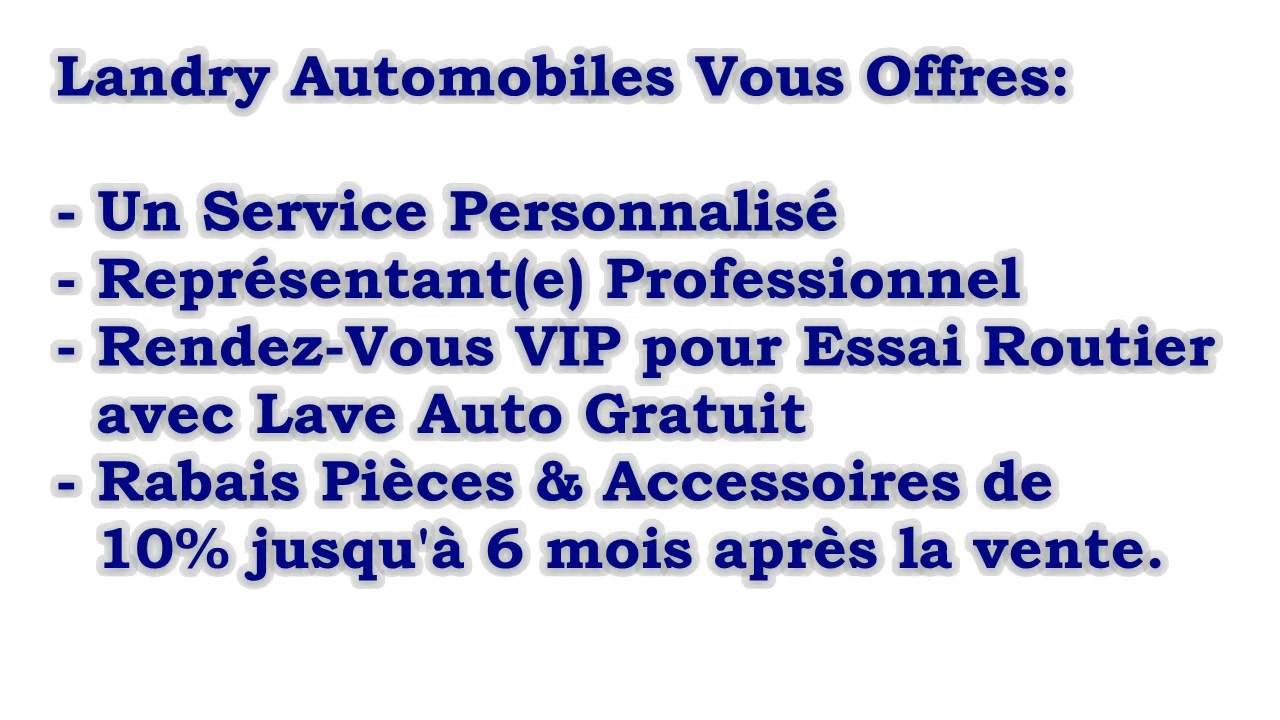 Landry Automobiles Vous Offres:
- Un Service Personnalisé
- Représentant(e) Professionnel
- Rendez-Vous VIP pour Essai Routier
avec Lave Auto Gratuit
- Rabais Pièces & Accessoires de
10% jusqu'à 6 mois après la vente.